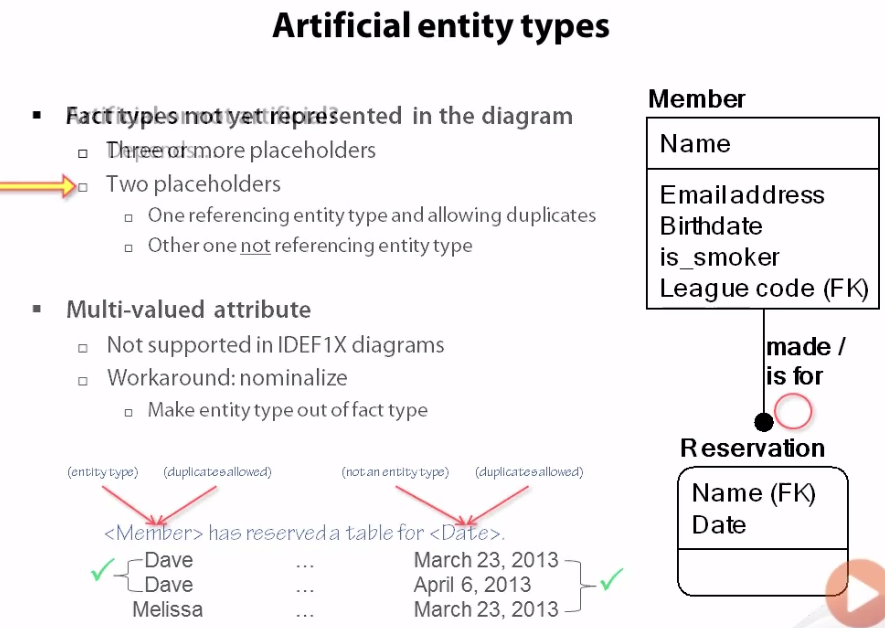 Artificial entity types
Fact types not yet represented in the diagram
Three or more placeholders
Two placeholders
One referencing entity type and allowing duplicates
Other one not referencing entity type
Multi-valued attribute
Not supported in IDEF1X diagrams
Workaround: nominalize
Make entity type out of fact type
(entity type) (duplicates allowed) (not an entity type) (duplicates allowed)
<Member> has reserved a table for <Date>.
Dave ... March 23, 2013
Dave ... April 6, 2013
Melissa ... March 23, 2013
Member
Name
Email address
Birthdate
is_smoker
League code (FK)
made /
is for
Reservation
Name (FK)
Date